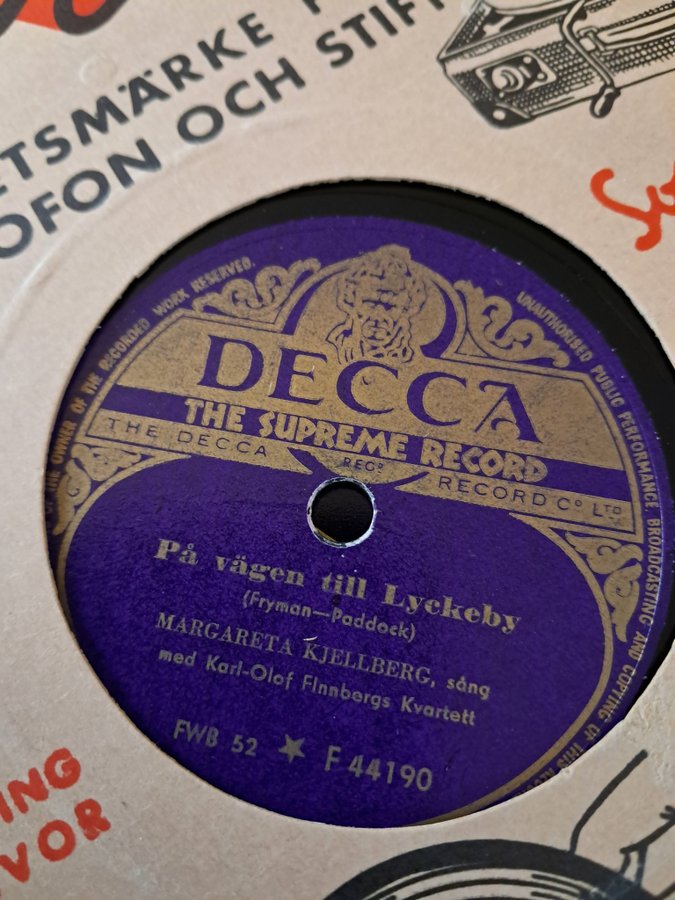 ETSMÄRKE
OFON OCH STIFT
THE OWNER OF THE RECORDED WORK RESERVED.
UNAUTHORISED PUBLIC PERFORMANCE, BROADCASTING AND COPYING OF THIS
DECCA
THE SUPREME RECORD
THE DECCA REGD RECORD CO LTD
På vägen till Lyckeby
(Fryman—Paddock)
MARGARETA KJELLBERG, sång
med Karl-Olof Finnbergs Kvartett
FWB 52 ★ F 44190
ING
VOR